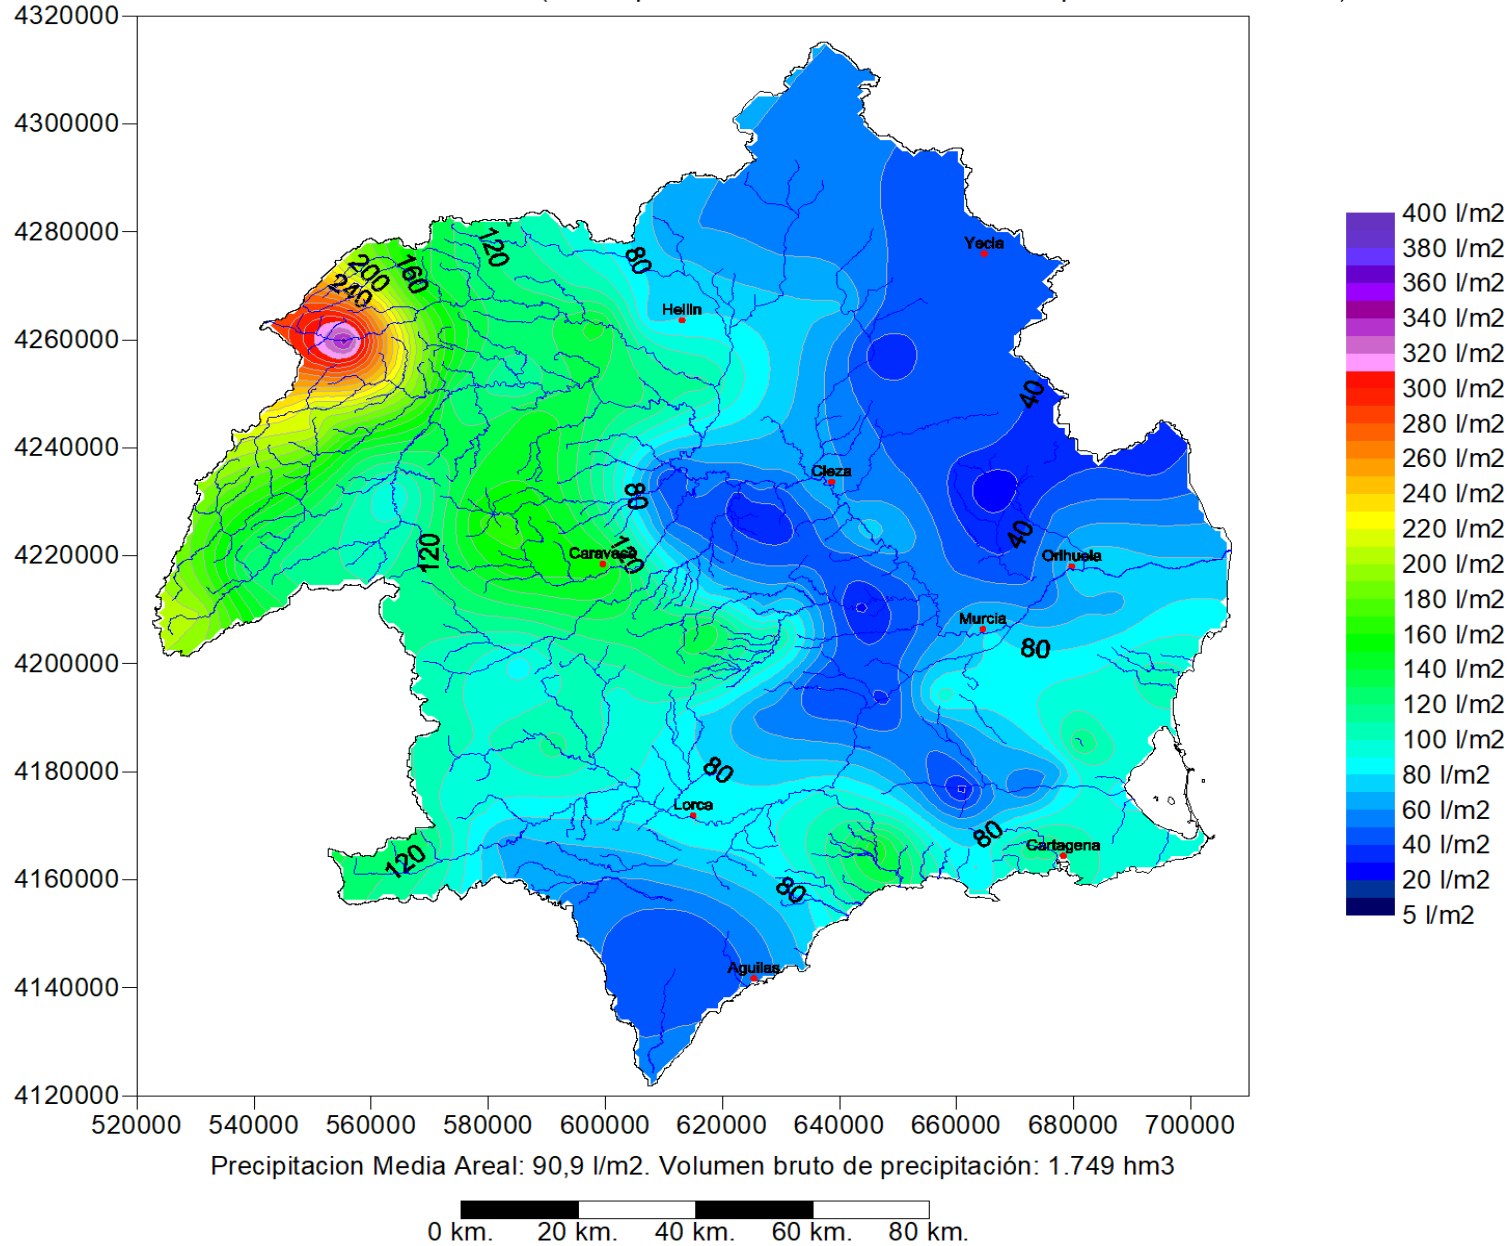 4320000
4300000
4280000
4260000
4240000
4220000
4200000
4180000
4160000
4140000
4120000
520000 540000 560000 580000 600000 620000 640000 660000 680000 700000
120
200
160
240
80
Hellin
Yecla
40
Cieza
80
40
120
Caravaca
120
Orihuela
Murcia
80
80
Lorca
80
Cartagena
120
80
Aguilas
400 l/m2
380 l/m2
360 l/m2
340 l/m2
320 l/m2
300 l/m2
280 l/m2
260 l/m2
240 l/m2
220 l/m2
200 l/m2
180 l/m2
160 l/m2
140 l/m2
120 l/m2
100 l/m2
80 l/m2
60 l/m2
40 l/m2
20 l/m2
5 l/m2
Precipitacion Media Areal: 90,9 l/m2. Volumen bruto de precipitación: 1.749 hm3
0 km. 20 km. 40 km. 60 km. 80 km.